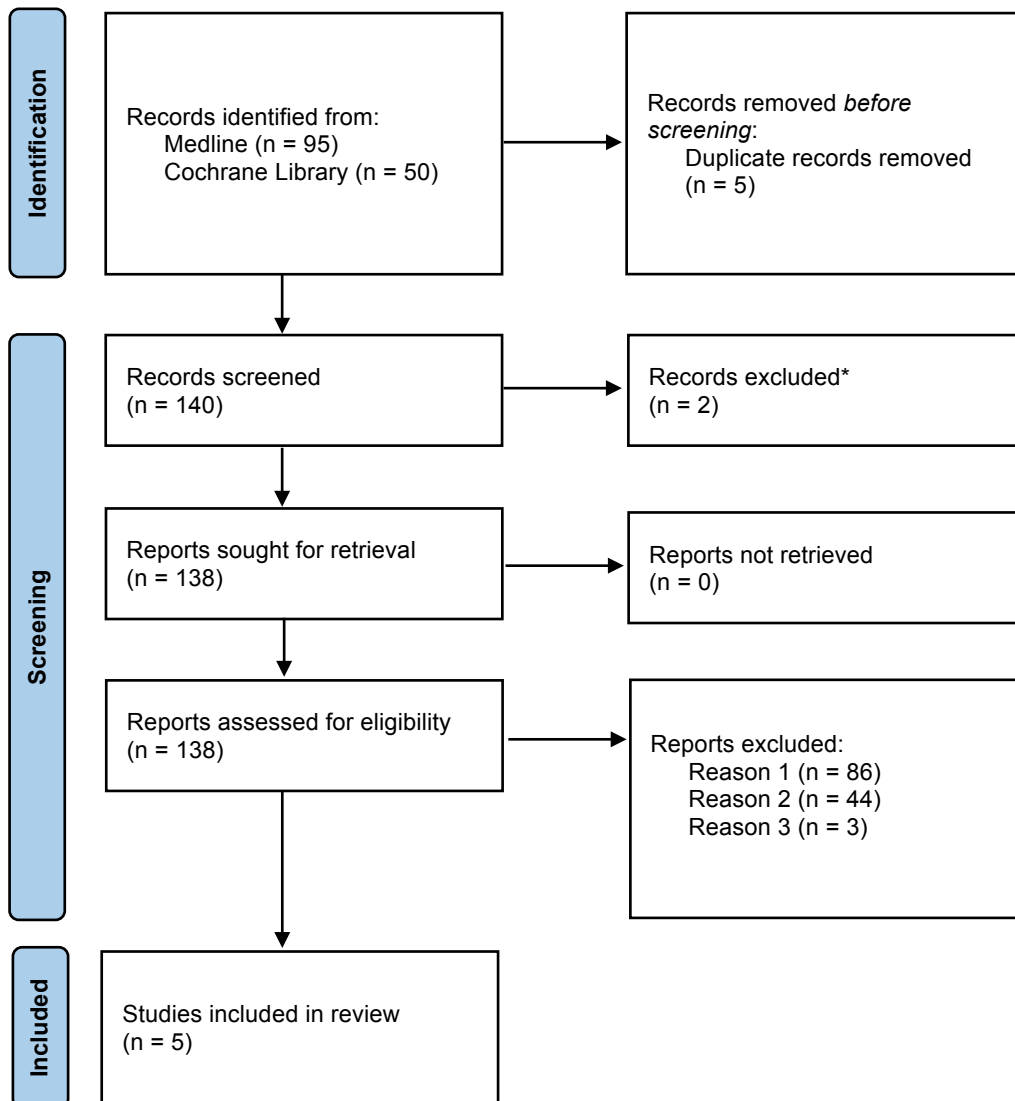 Identification
Records identified from:
Medline (n = 95)
Cochrane Library (n = 50)
Records removed before
screening:
Duplicate records removed
(n = 5)
Screening
Records screened
(n = 140)
Records excluded*
(n = 2)
Reports sought for retrieval
(n = 138)
Reports not retrieved
(n = 0)
Reports assessed for eligibility
(n = 138)
Reports excluded:
Reason 1 (n = 86)
Reason 2 (n = 44)
Reason 3 (n = 3)
Included
Studies included in review
(n = 5)